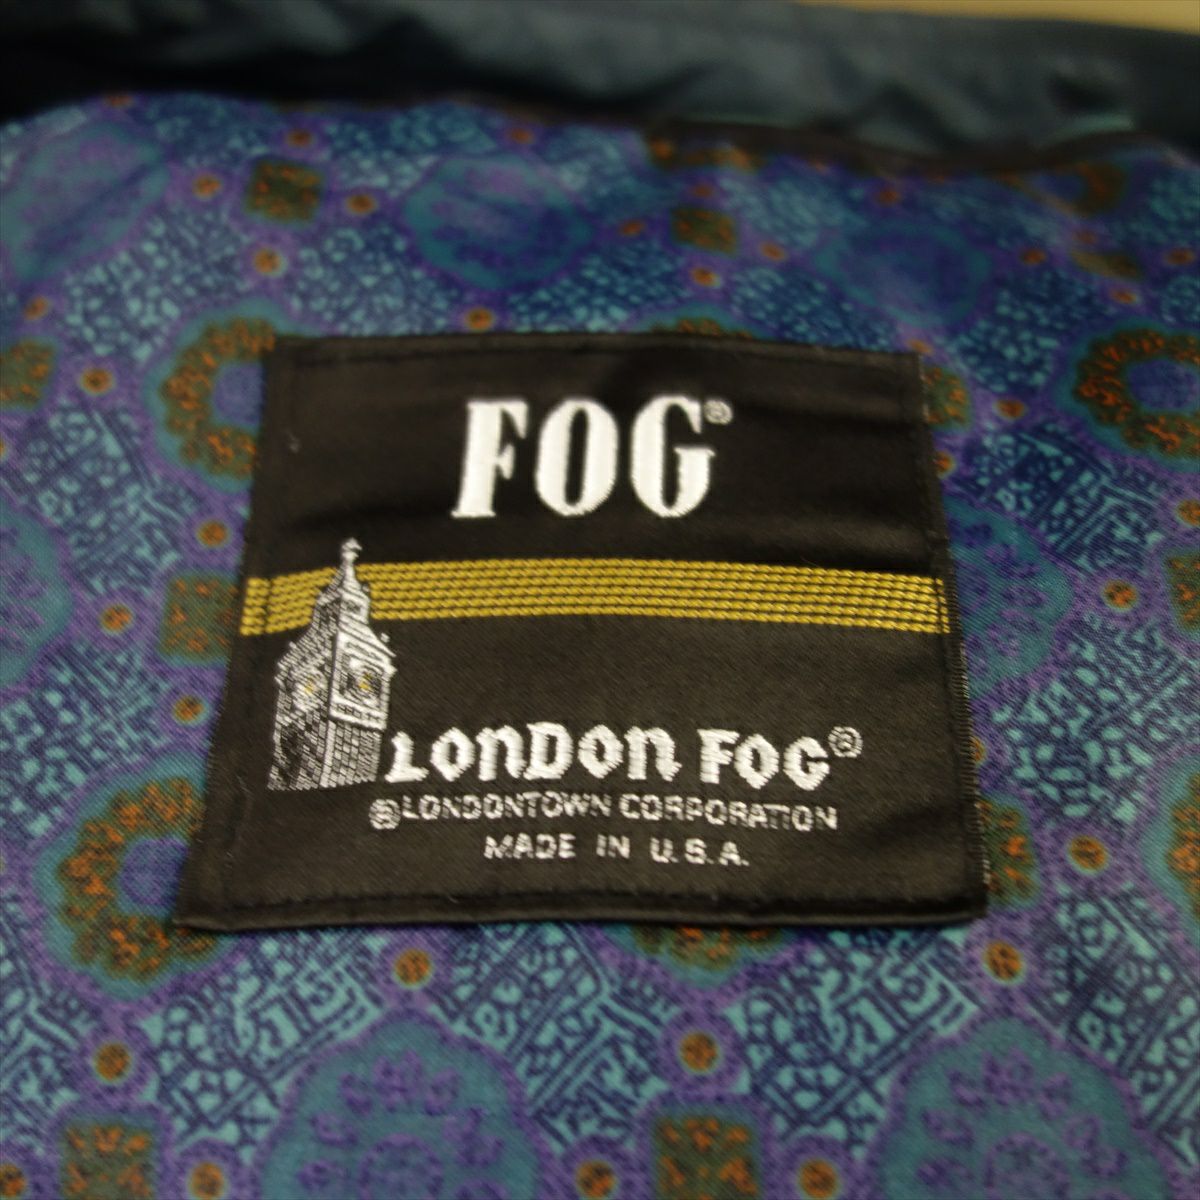 FOG®
LONDON FOG®
®LONDONTOWN CORPORATION
MADE IN U.S.A.